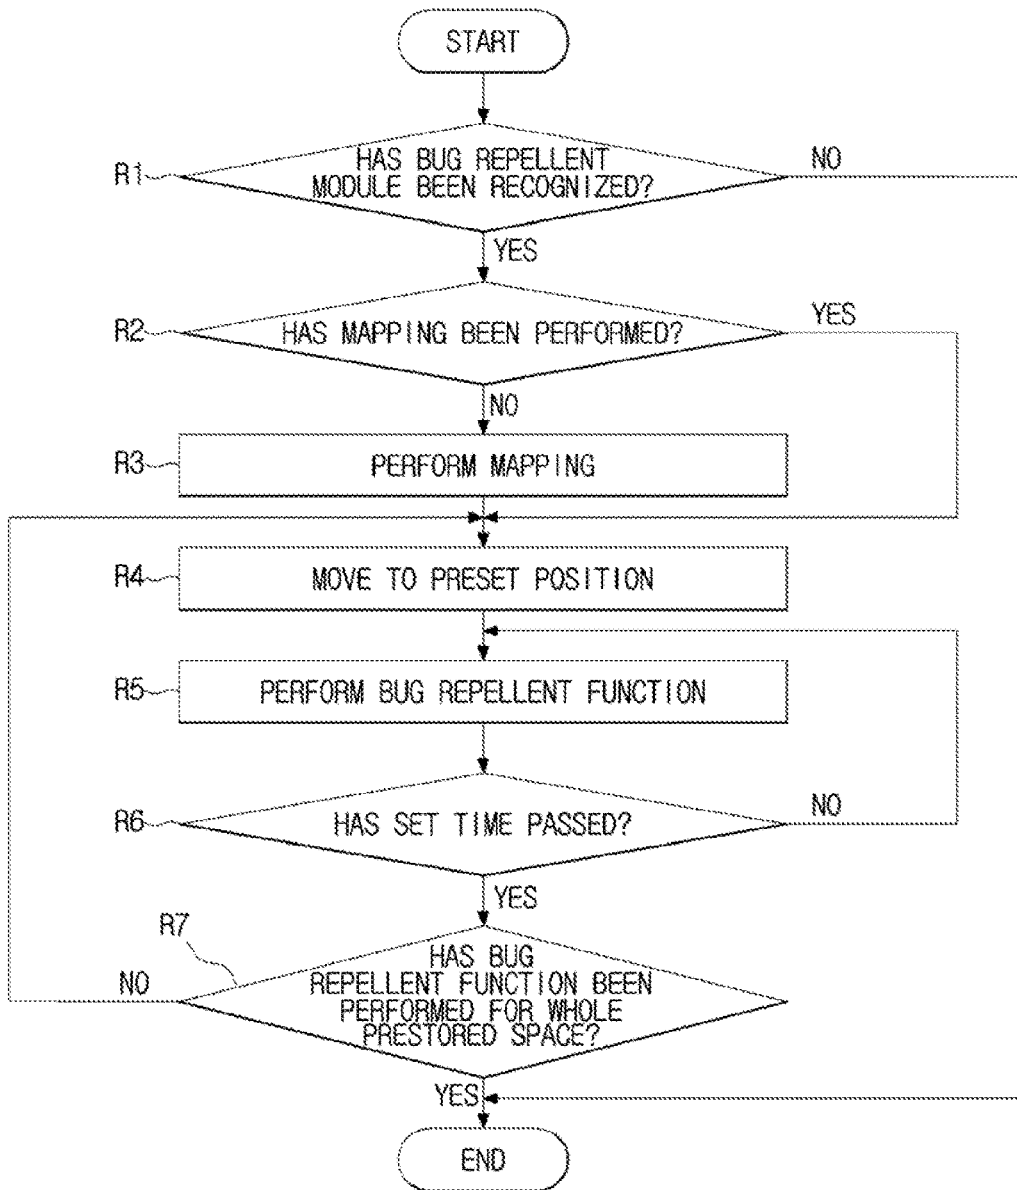 START
R1
HAS BUG REPELLENT
MODULE BEEN RECOGNIZED?
NO
YES
R2
HAS MAPPING BEEN PERFORMED?
YES
NO
R3
PERFORM MAPPING
R4
MOVE TO PRESET POSITION
R5
PERFORM BUG REPELLENT FUNCTION
R6
HAS SET TIME PASSED?
NO
YES
R7
NO
HAS BUG
REPELLENT FUNCTION BEEN
PERFORMED FOR WHOLE
PRESTORED SPACE?
YES
END